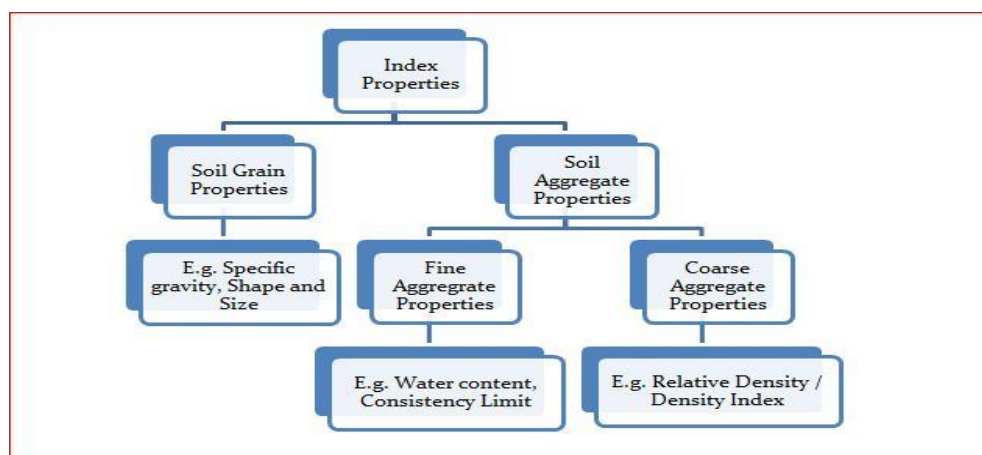 Index
Properties
Soil Grain
Properties
Soil
Aggregate
Properties
E.g. Specific
gravity, Shape and
Size
Fine
Aggregrate
Properties
Coarse
Aggregate
Properties
E.g. Water content,
Consistency Limit
E.g. Relative Density /
Density Index